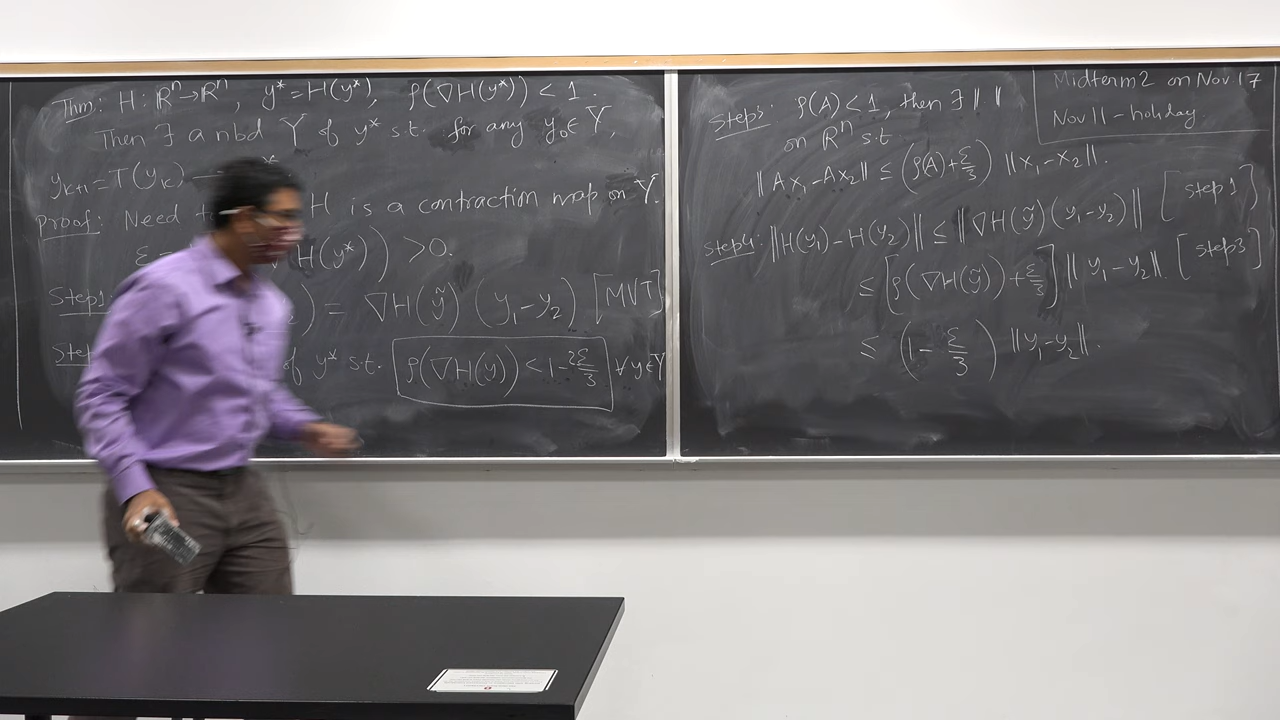 Thm: H: Rⁿ→Rⁿ, y*=H(y*), ρ(∇H(y*)) < 1.
Then ∃ a nbd Y of y* s.t. for any y₀∈Y,
y_{k+1}=T(y_k)
Proof: Need H is a contraction map on Y.
ε H(y*)) >0.
Step1 ) = ∇H(ỹ) (y₁-y₂) [MVT]
Step of y* s.t. ρ(∇H(y)) < 1-2ε/3 ∀y∈Y
Midterm2 on Nov 17
Nov 11 - holiday
Step3: ρ(A)<1, then ∃ ‖.‖
on Rⁿ s.t.
‖Ax₁-Ax₂‖ ≤ (ρ(A)+ε/3) ‖x₁-x₂‖.
Step4: ‖H(y₁)-H(y₂)‖ ≤ ‖∇H(ỹ)(y₁-y₂)‖ [step1]
≤ [ρ(∇H(ỹ))+ε/3] ‖y₁-y₂‖. [step3]
≤ (1-ε/3) ‖y₁-y₂‖.